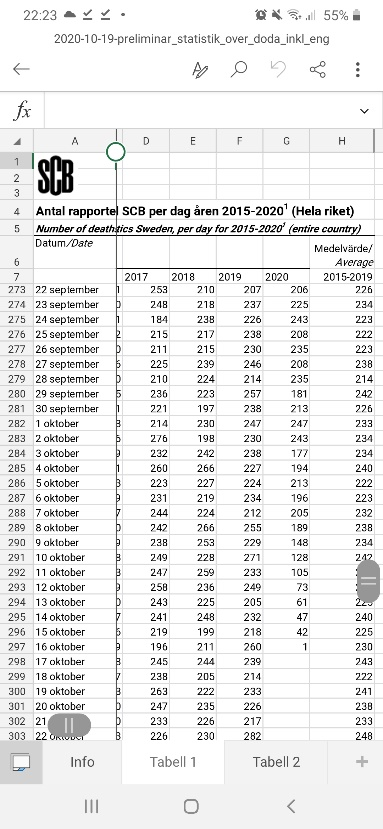 22:23 55%
2020-10-19-preliminar_statistik_over_doda_inkl_eng
fx
A D E F G H
1
2 SCB
3
4 Antal rapportel SCB per dag åren 2015-2020¹ (Hela riket)
5 Number of deathstics Sweden, per day for 2015-2020¹ (entire country)
Datum/Date
Medelvärde/
6 Average
7 2017 2018 2019 2020 2015-2019
273 22 september 1 253 210 207 206 226
274 23 september 0 248 218 237 225 234
275 24 september 1 184 238 226 243 223
276 25 september 2 215 217 238 208 222
277 26 september 0 211 215 230 235 223
278 27 september 6 225 239 246 208 238
279 28 september 0 210 224 214 235 214
280 29 september 5 236 223 257 181 242
281 30 september 1 221 197 238 213 226
282 1 oktober 8 214 230 247 247 233
283 2 oktober 6 276 198 230 243 234
284 3 oktober 9 232 242 238 177 234
285 4 oktober 1 260 266 227 194 240
286 5 oktober 8 223 227 224 213 222
287 6 oktober 9 231 219 234 196 223
288 7 oktober 244 224 212 205 232
289 8 oktober 0 242 266 255 189 238
290 9 oktober 9 238 253 229 148 234
291 10 oktober 8 249 228 271 128 242
292 11 oktober 3 247 259 233 105
293 12 oktober 9 258 236 249 73
294 13 oktober 0 243 225 205 61
295 14 oktober 7 241 248 232 47 240
296 15 oktober 6 219 199 218 42 225
297 16 oktober 9 196 211 260 1 230
298 17 oktober 8 245 244 239 243
299 18 oktober 7 238 205 214 222
300 19 oktober 8 263 222 233 241
301 20 oktober 0 247 235 226 238
302 21 0 233 226 217 233
303 22 oktober 8 226 230 282 248
Info Tabell 1 Tabell 2 +